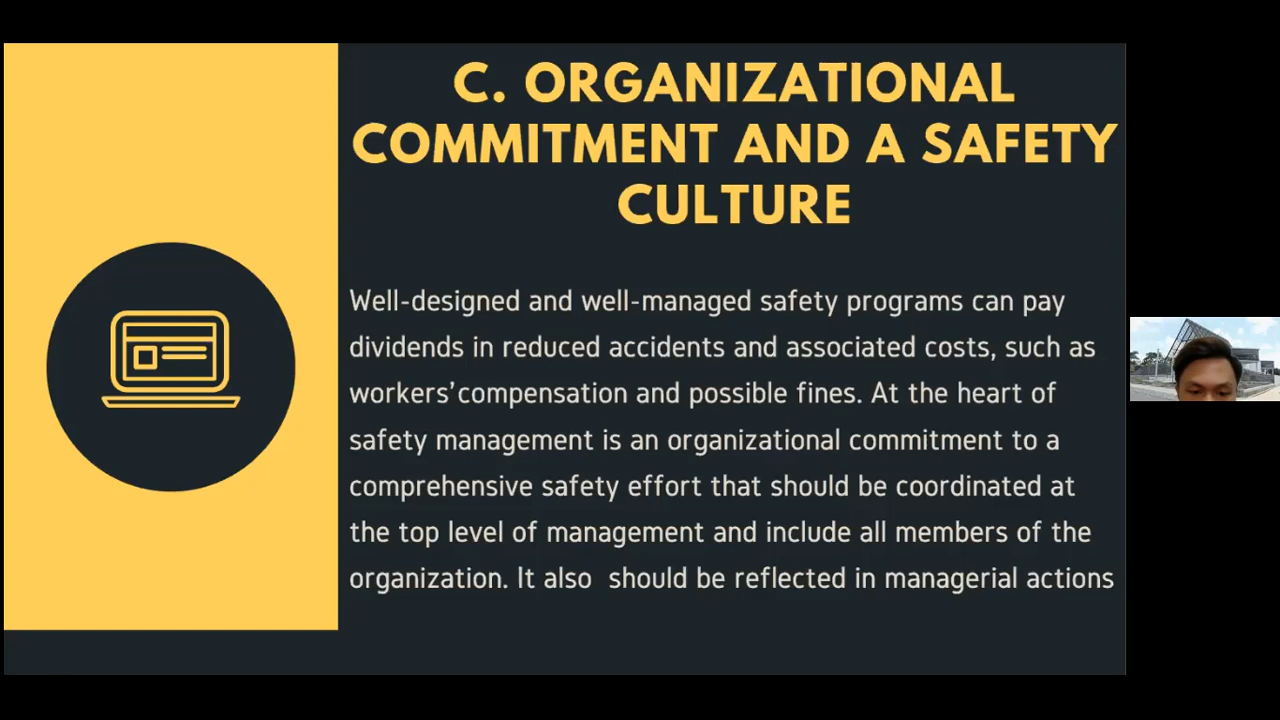 C. ORGANIZATIONAL
COMMITMENT AND A SAFETY
CULTURE
Well-designed and well-managed safety programs can pay
dividends in reduced accidents and associated costs, such as
workers’compensation and possible fines. At the heart of
safety management is an organizational commitment to a
comprehensive safety effort that should be coordinated at
the top level of management and include all members of the
organization. It also  should be reflected in managerial actions